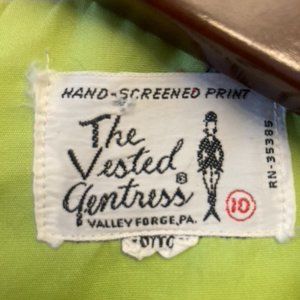 HAND-SCREENED PRINT
The
Vested
Gentress®
VALLEY FORGE, PA.
10
RN-35385